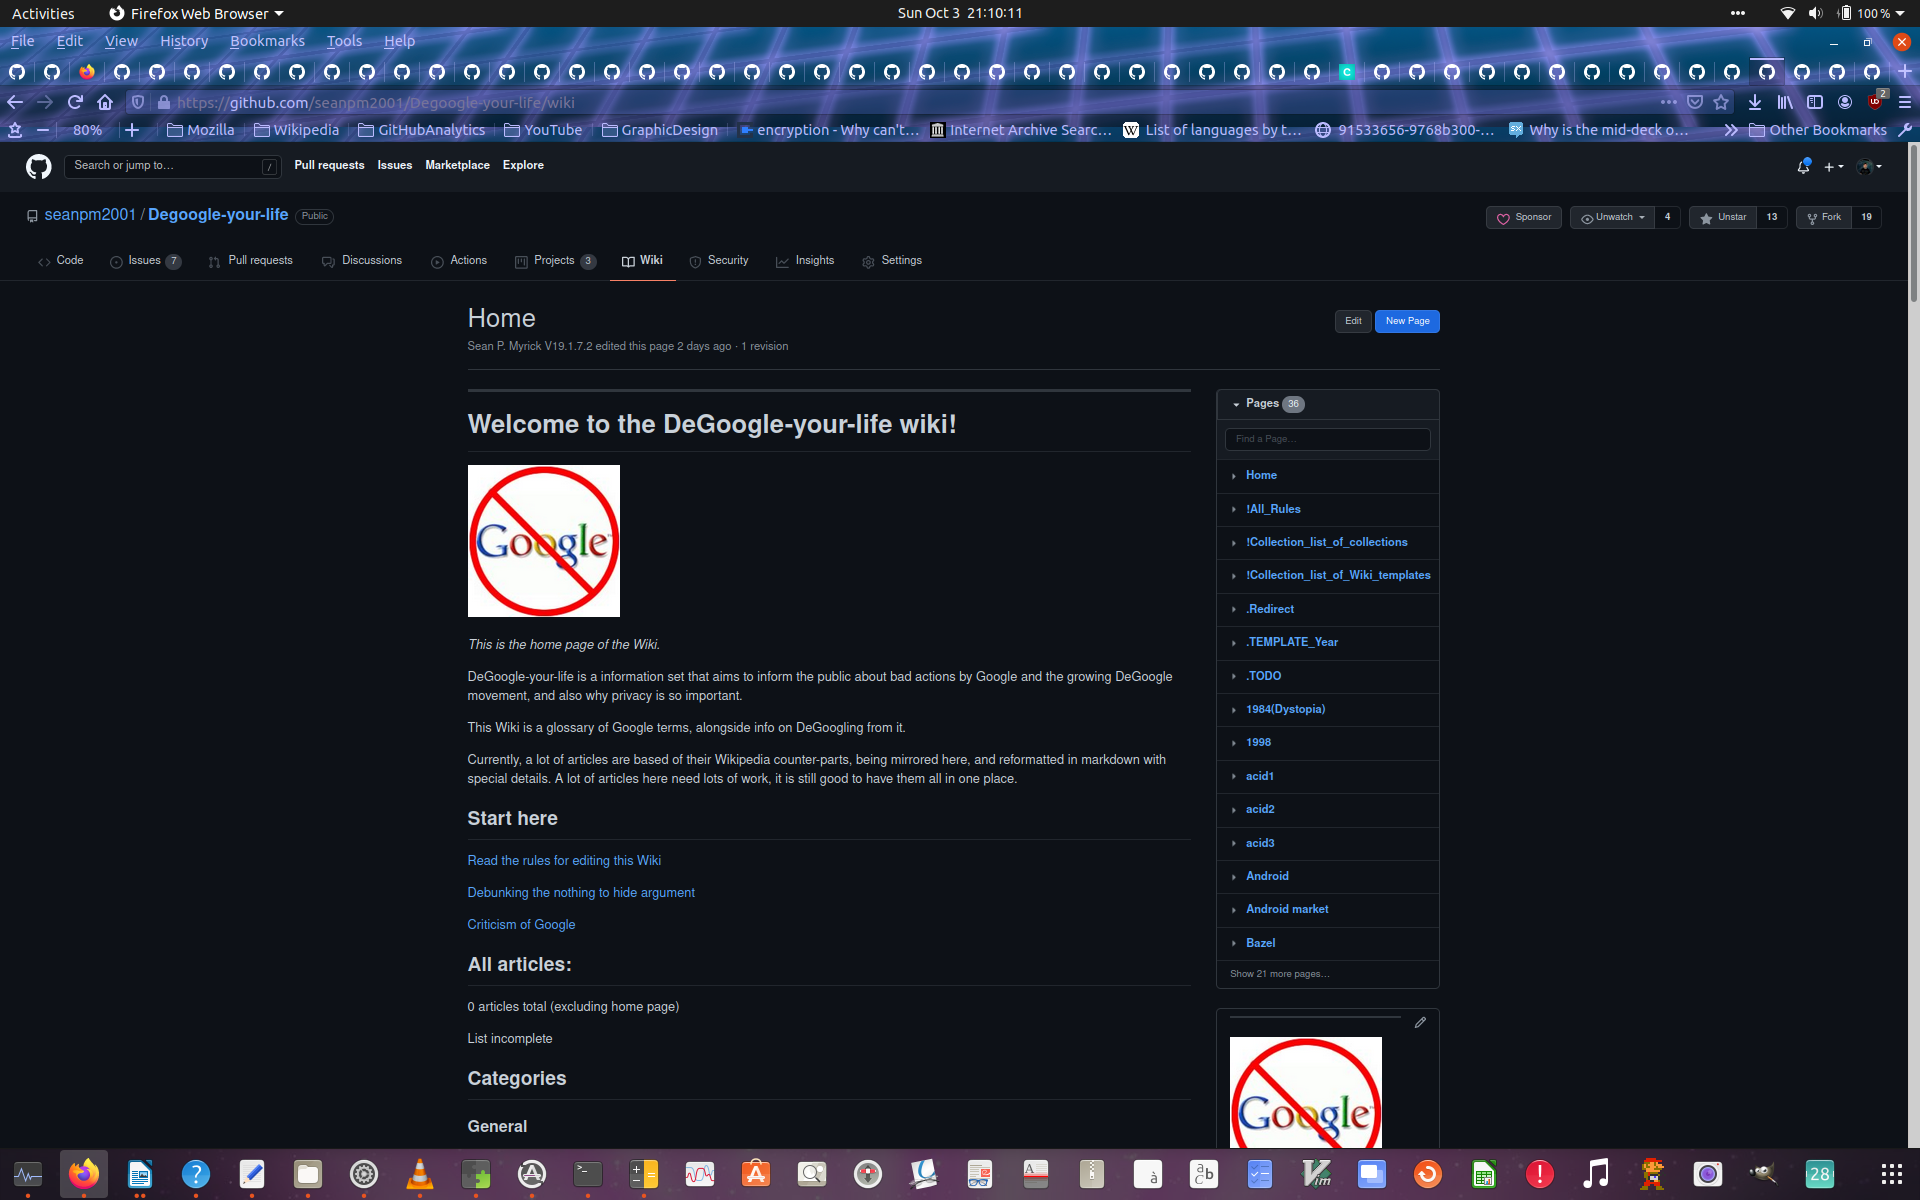 Activities
Firefox Web Browser
Sun Oct 3 21:10:11
100 %
File Edit View History Bookmarks Tools Help
https://github.com/seanpm2001/Degoogle-your-life/wiki
2
80%
Mozilla
Wikipedia
GitHubAnalytics
YouTube
GraphicDesign
encryption - Why can't…
Internet Archive Searc…
List of languages by t…
91533656-9768b300-…
Why is the mid-deck o…
Other Bookmarks
Search or jump to…
/
Pull requests Issues Marketplace Explore
seanpm2001 / Degoogle-your-life Public
Sponsor
Unwatch 4
Unstar 13
Fork 19
Code
Issues 7
Pull requests
Discussions
Actions
Projects 3
Wiki
Security
Insights
Settings
Home
Edit
New Page
Sean P. Myrick V19.1.7.2 edited this page 2 days ago · 1 revision
Welcome to the DeGoogle-your-life wiki!
Google™
This is the home page of the Wiki.
DeGoogle-your-life is a information set that aims to inform the public about bad actions by Google and the growing DeGoogle
movement, and also why privacy is so important.
This Wiki is a glossary of Google terms, alongside info on DeGoogling from it.
Currently, a lot of articles are based of their Wikipedia counter-parts, being mirrored here, and reformatted in markdown with
special details. A lot of articles here need lots of work, it is still good to have them all in one place.
Start here
Read the rules for editing this Wiki
Debunking the nothing to hide argument
Criticism of Google
All articles:
0 articles total (excluding home page)
List incomplete
Categories
General
Pages 36
Find a Page…
Home
!All_Rules
!Collection_list_of_collections
!Collection_list_of_Wiki_templates
.Redirect
.TEMPLATE_Year
.TODO
1984(Dystopia)
1998
acid1
acid2
acid3
Android
Android market
Bazel
Show 21 more pages…
Google™
28